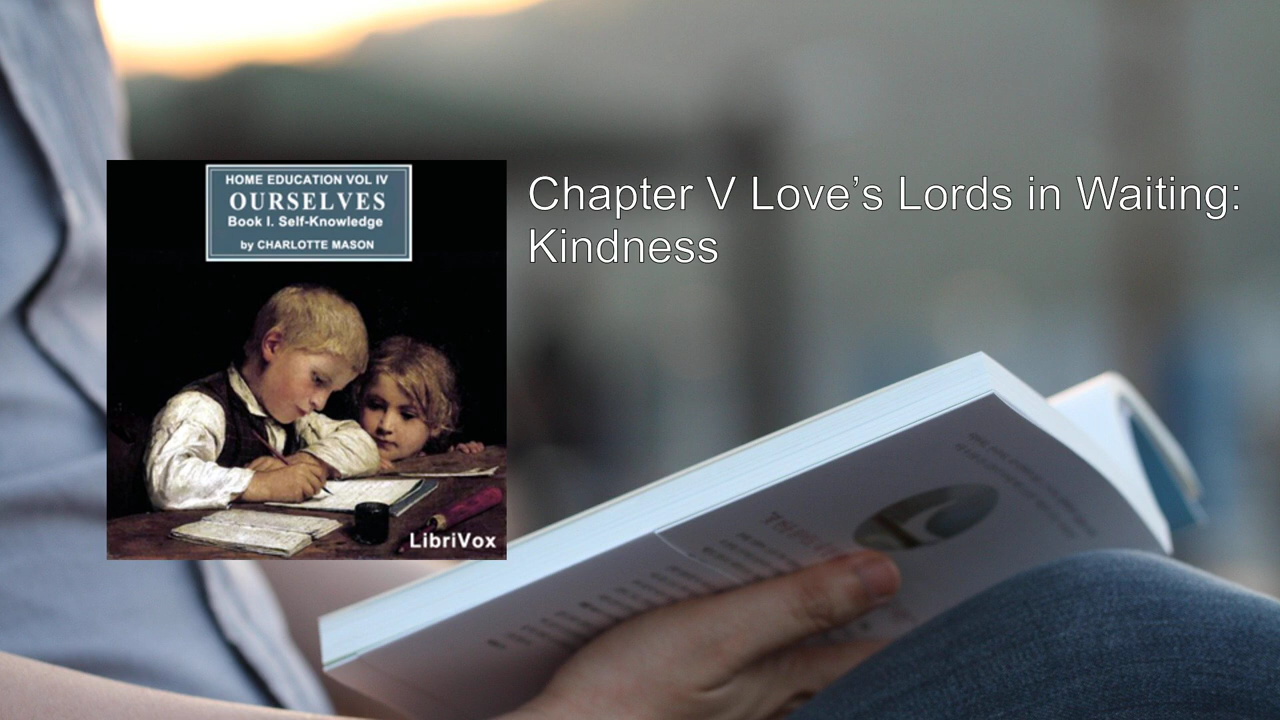 HOME EDUCATION VOL IV
OURSELVES
Book I. Self-Knowledge
by CHARLOTTE MASON
LibriVox
Chapter V Love’s Lords in Waiting:
Kindness